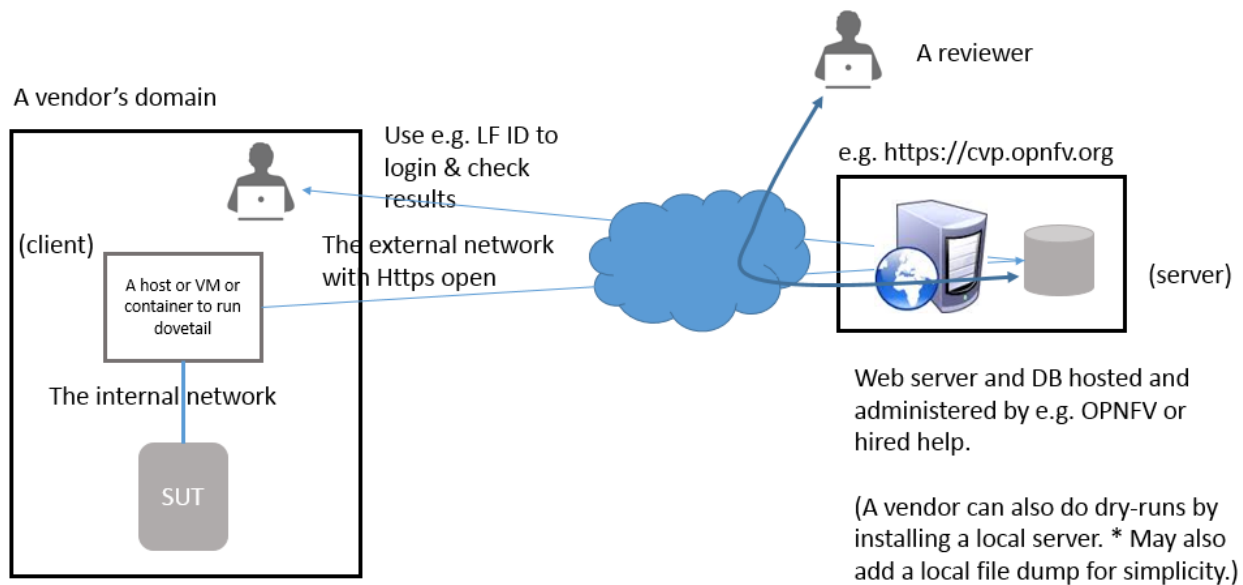 A reviewer
A vendor’s domain
Use e.g. LF ID to
login & check
results
e.g. https://cvp.opnfv.org
(client)
The external network
with Https open
A host or VM or
container to run
dovetail
(server)
The internal network
SUT
Web server and DB hosted and
administered by e.g. OPNFV or
hired help.
(A vendor can also do dry-runs by
installing a local server. * May also
add a local file dump for simplicity.)